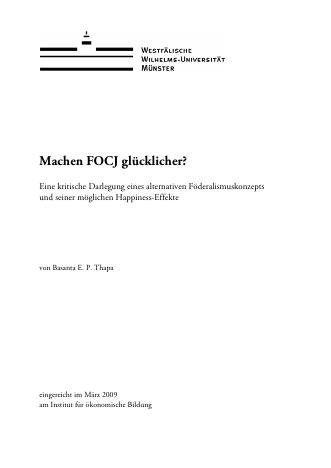 Westfälische
Wilhelms-Universität
Münster
Machen FOCJ glücklicher?
Eine kritische Darlegung eines alternativen Föderalismuskonzepts
und seiner möglichen Happiness-Effekte
von Basanta E. P. Thapa
eingereicht im März 2009
am Institut für ökonomische Bildung